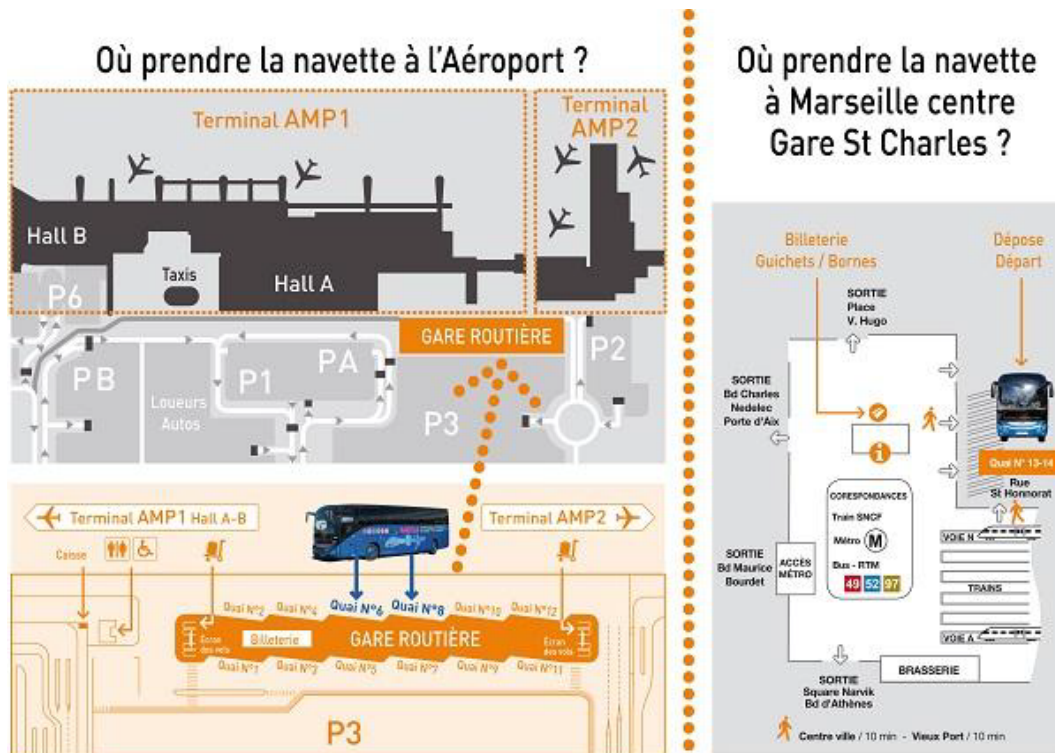 Où prendre la navette à l'Aéroport ?
Terminal AMP1
Terminal
AMP2
Hall B
Taxis
Hall A
P6
GARE ROUTIÈRE
PB
P1
PA
P2
Loueurs
Autos
P3
Terminal AMP1 Hall A-B
Terminal AMP2
Caisse
Quai N°2
Quai N°4
Quai N°6
Quai N°8
Quai N°10
Quai N°12
Ecran
des vols
Billeterie
GARE ROUTIÈRE
Ecran
des vols
Quai N°1
Quai N°3
Quai N°5
Quai N°7
Quai N°9
Quai N°11
P3
Où prendre la navette
à Marseille centre
Gare St Charles ?
Billeterie
Guichets / Bornes
Dépose
Départ
SORTIE
Place
V. Hugo
SORTIE
Bd Charles
Nedelec
Porte d'Aix
i
Quai N° 13-14
Rue
St Honnorat
CORESPONDANCES
Train SNCF
Métro M
Bus - RTM
49 52 97
VOIE N
TRAINS
VOIE A
SORTIE
Bd Maurice
Bourdet
ACCÈS
MÉTRO
BRASSERIE
SORTIE
Square Narvik
Bd d'Athènes
Centre ville / 10 min - Vieux Port / 10 min